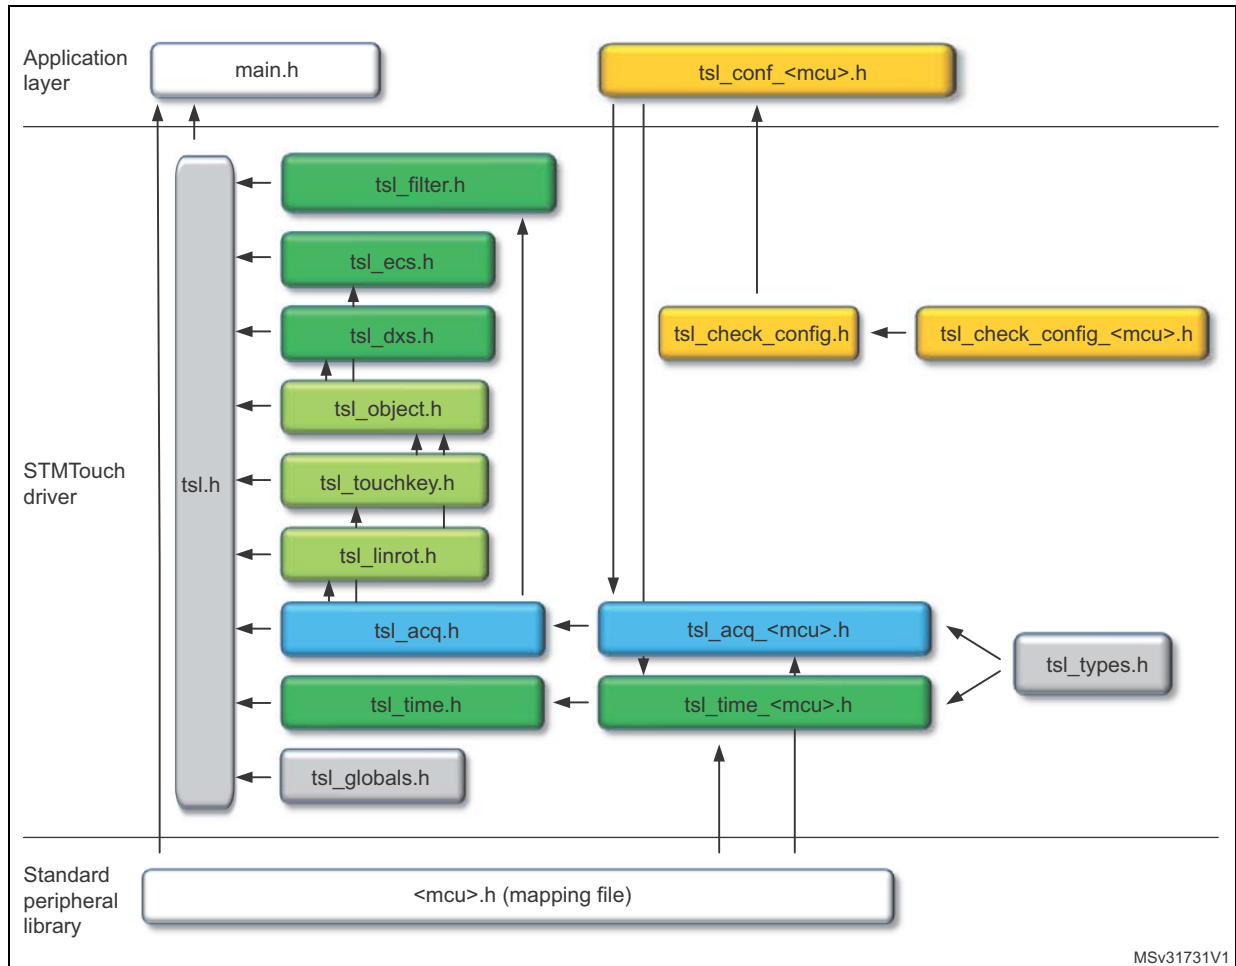 Application
layer
main.h
tsl_conf_<mcu>.h
tsl_filter.h
tsl_ecs.h
tsl_dxs.h
tsl_check_config.h
tsl_check_config_<mcu>.h
tsl_object.h
STMTouch
driver
tsl.h
tsl_touchkey.h
tsl_linrot.h
tsl_acq.h
tsl_acq_<mcu>.h
tsl_types.h
tsl_time.h
tsl_time_<mcu>.h
tsl_globals.h
Standard
peripheral
library
<mcu>.h (mapping file)
MSv31731V1